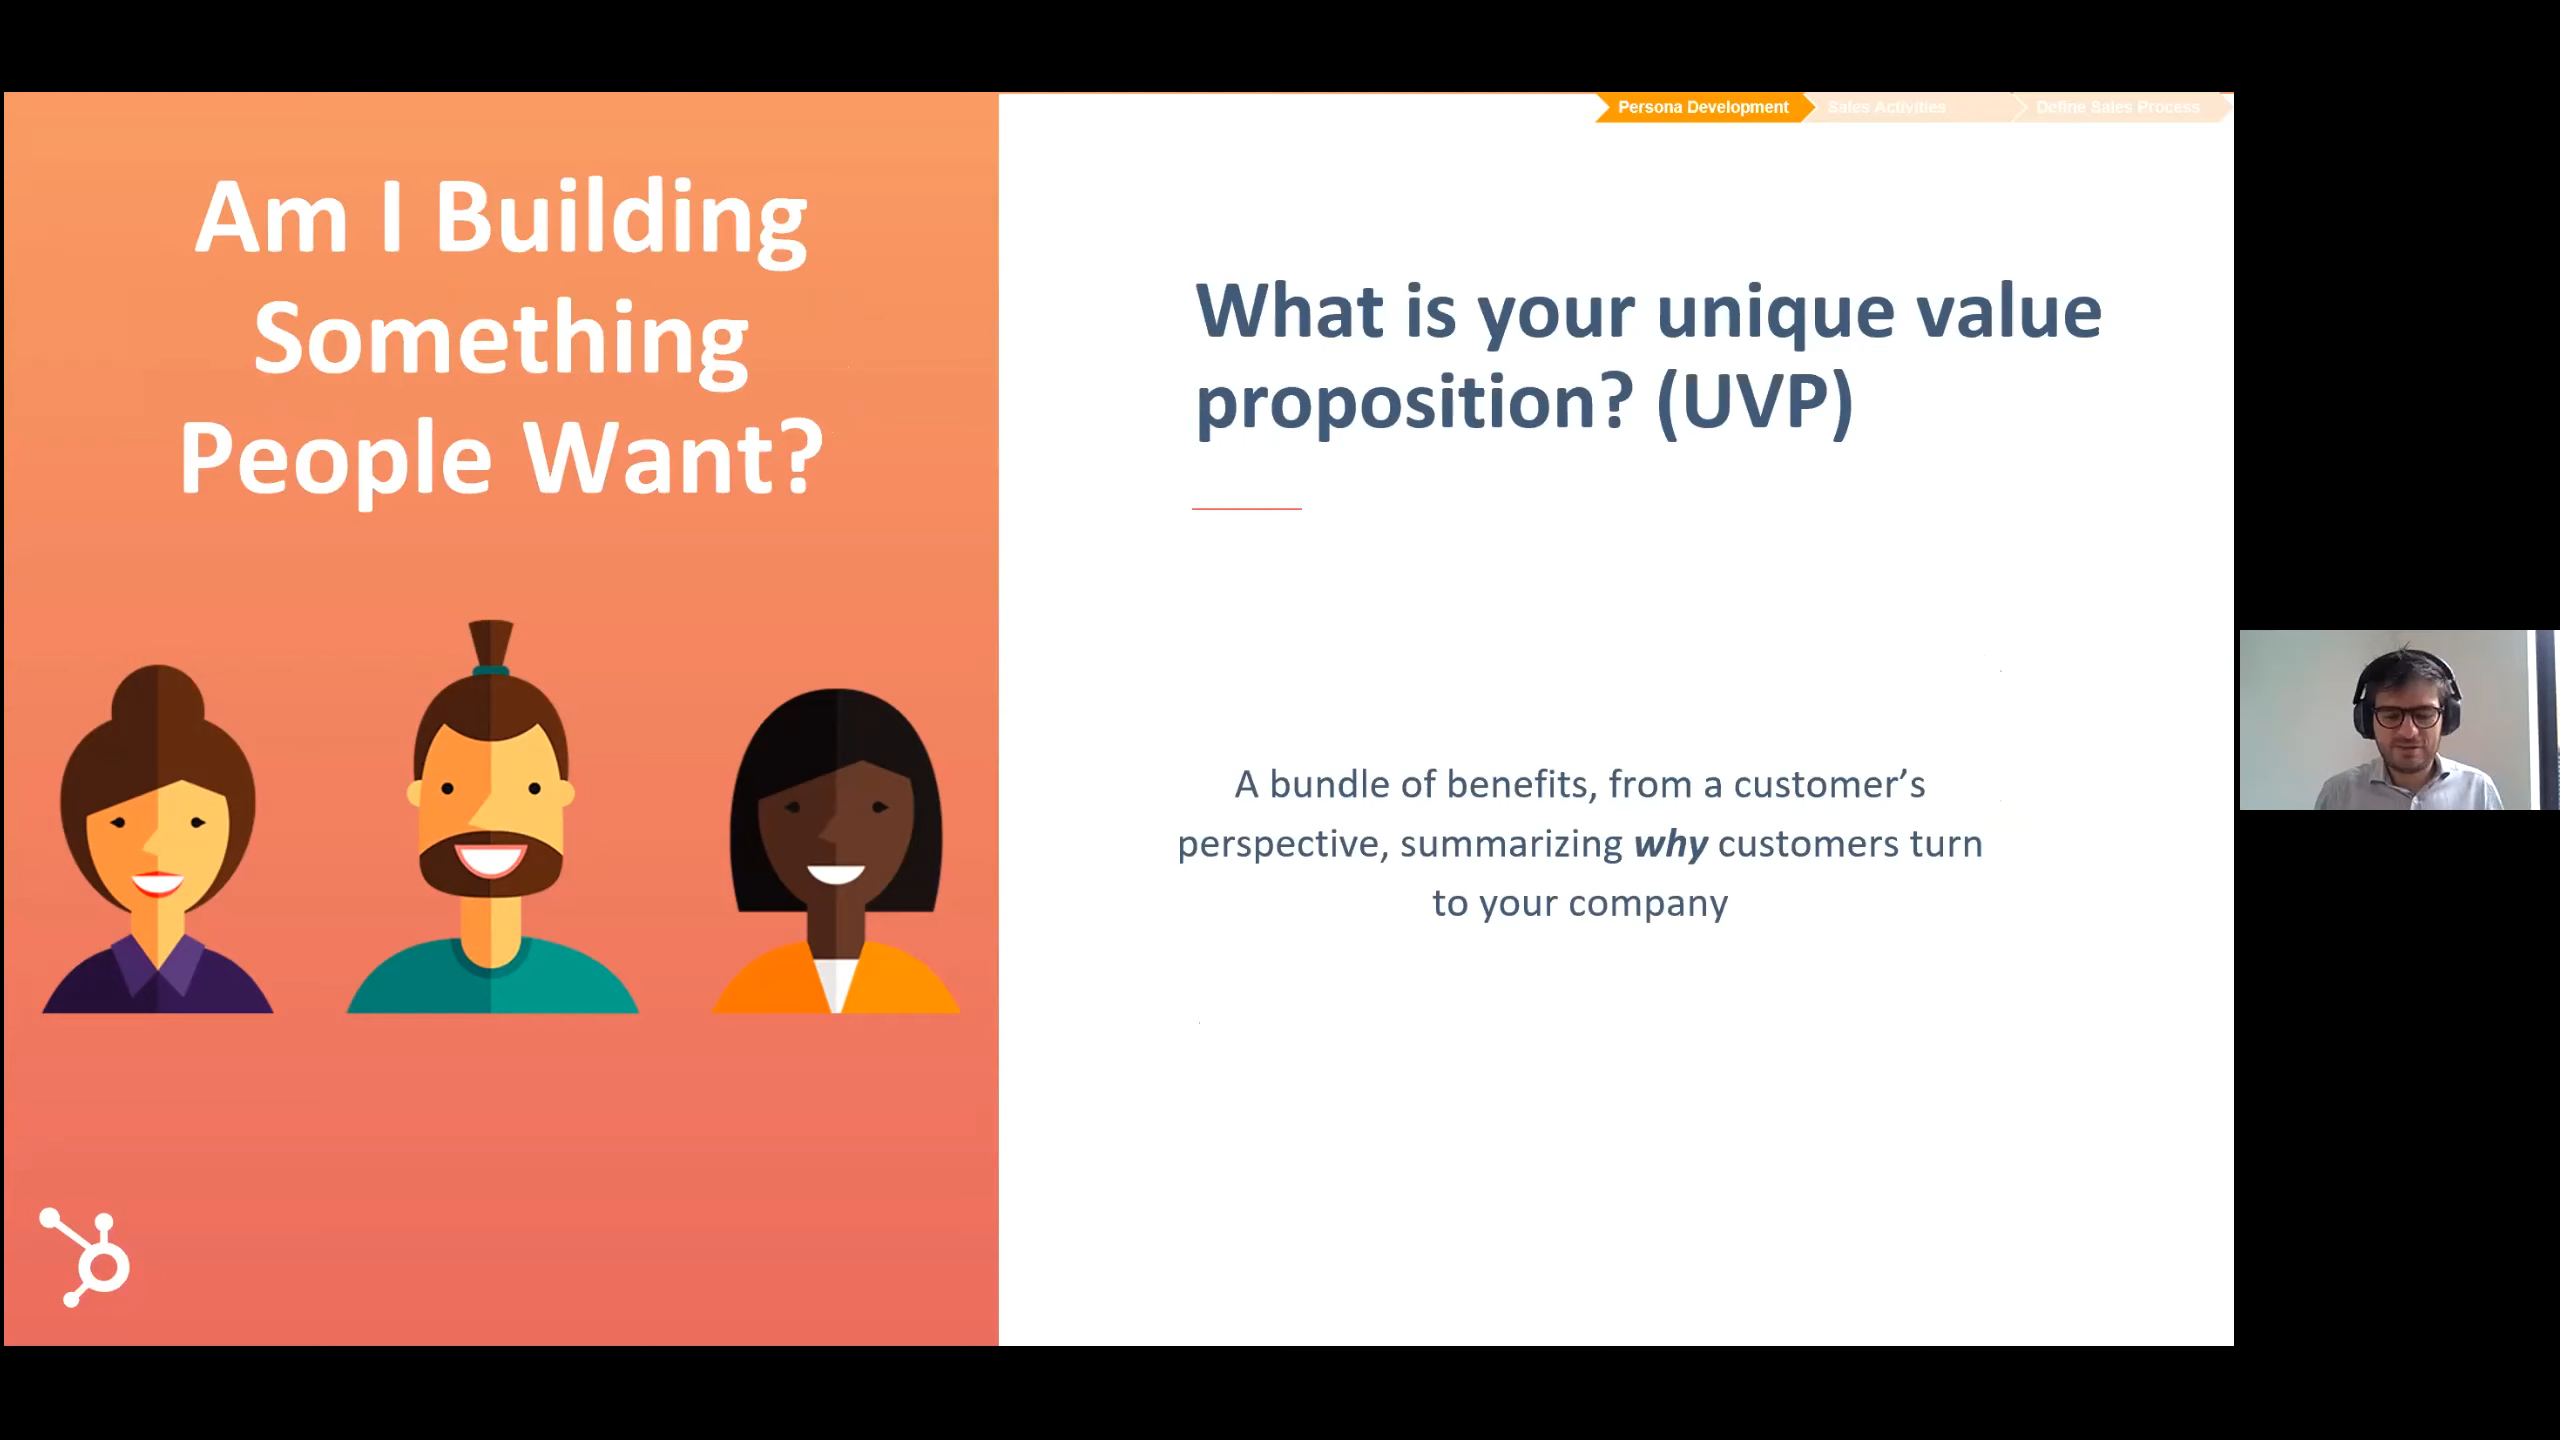 Am I Building
Something
People Want?
Persona Development
Sales Activities
Define Sales Process
What is your unique value
proposition? (UVP)
A bundle of benefits, from a customer’s
perspective, summarizing why customers turn
to your company